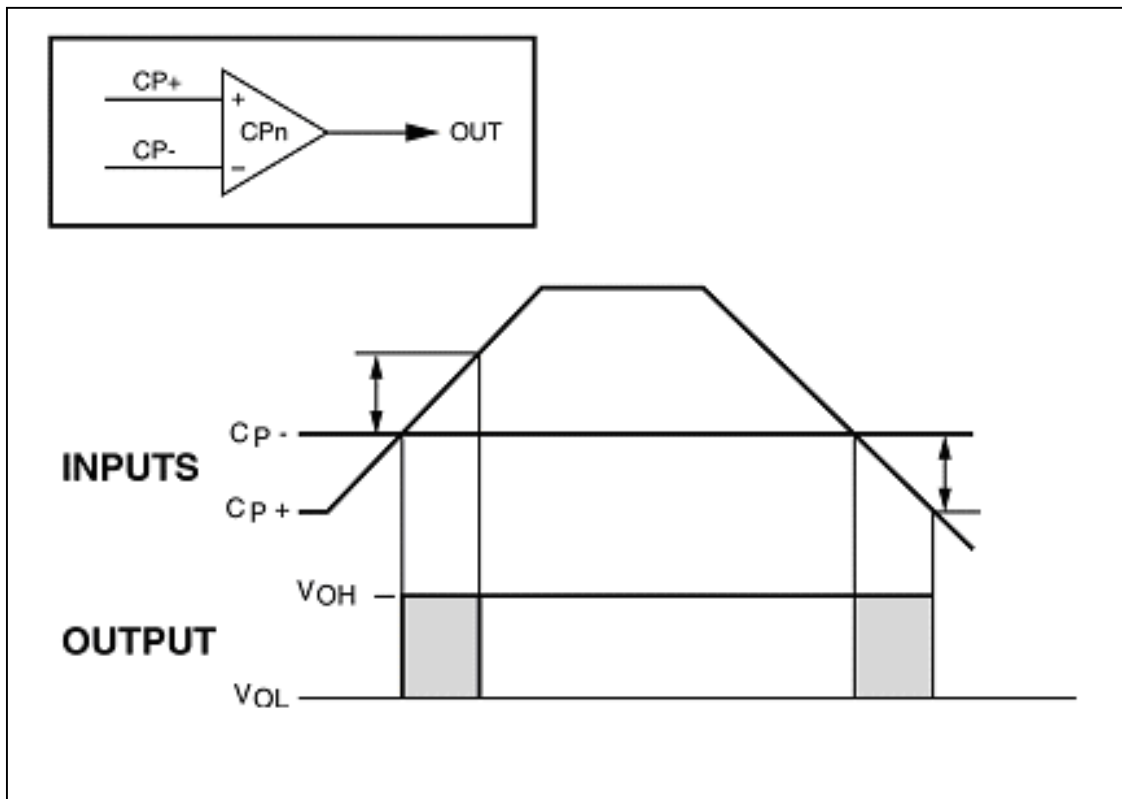 CP+
+
CPn
OUT
CP-
−
CP -
INPUTS
CP +
VOH
OUTPUT
VOL